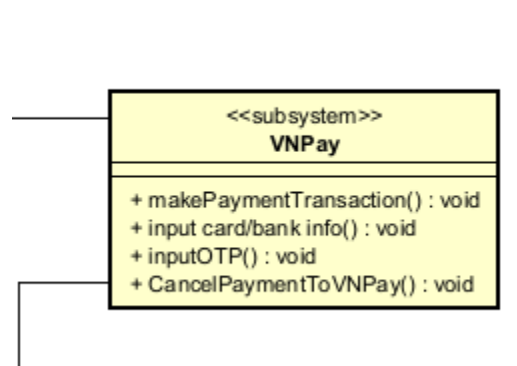 <<subsystem>>
VNPay
+ makePaymentTransaction() : void
+ input card/bank info() : void
+ inputOTP() : void
+ CancelPaymentToVNPay() : void